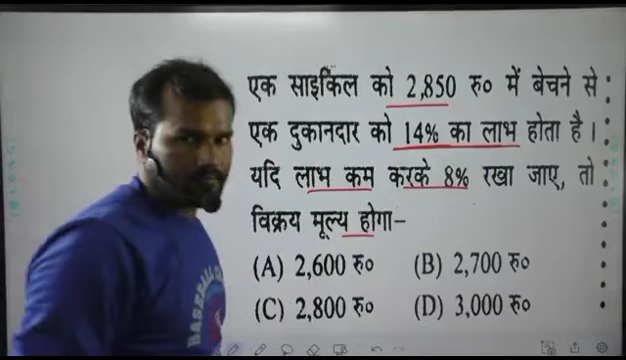 एक साइकिल को 2,850 रु० में बेचने से
एक दुकानदार को 14% का लाभ होता है।
यदि लाभ कम करके 8% रखा जाए, तो
विक्रय मूल्य होगा–
(A) 2,600 रु० (B) 2,700 रु०
(C) 2,800 रु० (D) 3,000 रु०
BASEBALL